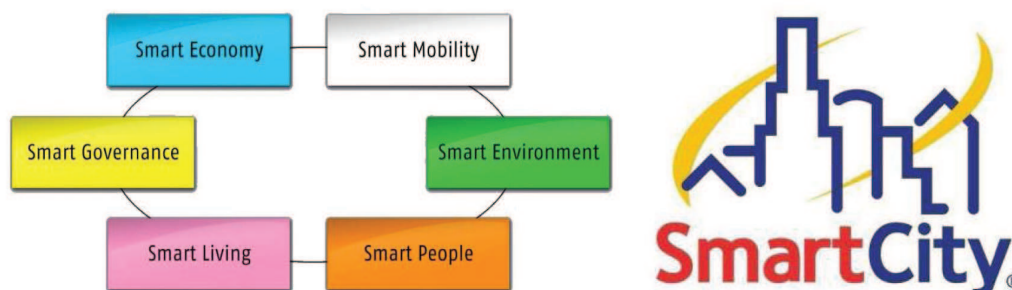 Smart Economy
Smart Mobility
Smart Governance
Smart Environment
Smart Living
Smart People
SmartCity®